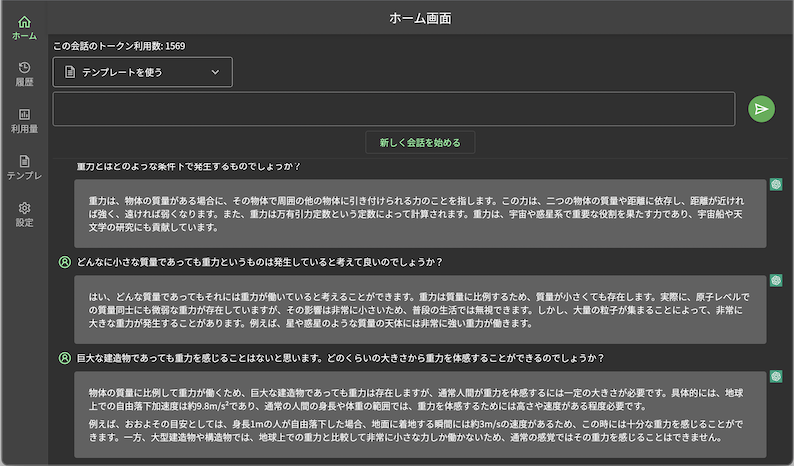 ホーム画面
ホーム
履歴
利用量
テンプレ
設定
この会話のトークン利用数: 1569
テンプレートを使う
新しく会話を始める
重力とはどのような条件下で発生するものでしょうか？
重力は、物体の質量がある場合に、その物体で周囲の他の物体に引き付けられる力のことを指します。この力は、二つの物体の質量や距離に依存し、距離が近けれ
ば強く、遠ければ弱くなります。また、重力は万有引力定数という定数によって計算されます。重力は、宇宙や惑星系で重要な役割を果たす力であり、宇宙船や天
文学の研究にも貢献しています。
どんなに小さな質量であっても重力というものは発生していると考えて良いのでしょうか？
はい、どんな質量であってもそれには重力が働いていると考えることができます。重力は質量に比例するため、質量が小さくても存在します。実際に、原子レベルで
の質量同士にも微弱な重力が存在していますが、その影響は非常に小さいため、普段の生活では無視できます。しかし、大量の粒子が集まることによって、非常に
大きな重力が発生することがあります。例えば、星や惑星のような質量の天体には非常に強い重力が働きます。
巨大な建造物であっても重力を感じることはないと思います。どのくらいの大きさから重力を体感することができるのでしょうか？
物体の質量に比例して重力が働くため、巨大な建造物であっても重力は存在しますが、通常人間が重力を体感するには一定の大きさが必要です。具体的には、地球
上での自由落下加速度は約9.8m/s²であり、通常の人間の身長や体重の範囲では、重力を体感するためには高さや速度がある程度必要です。
例えば、おおよその目安としては、身長1mの人が自由落下した場合、地面に着地する瞬間には約3m/sの速度があるため、この時には十分な重力を感じることがで
きます。一方、大型建造物や構造物では、地球上での重力と比較して非常に小さな力しか働かないため、通常の感覚ではその重力を感じることはできません。